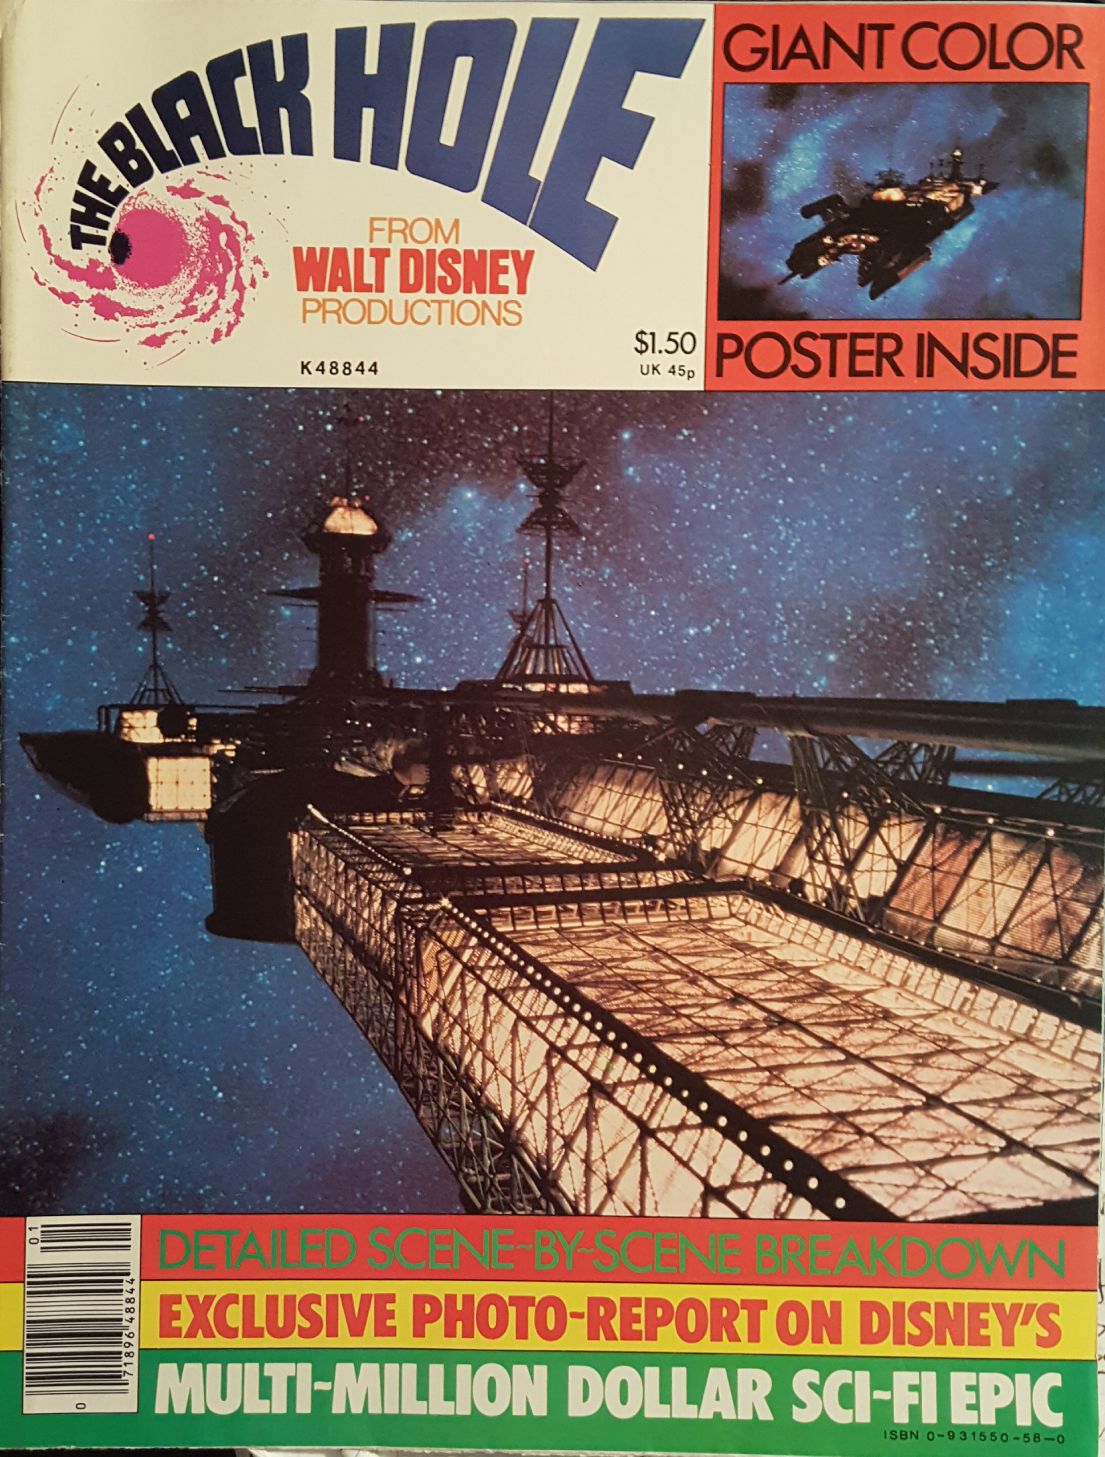 THE BLACK HOLE
FROM
WALT DISNEY
PRODUCTIONS
K48844
$1.50
UK 45p
GIANT COLOR
POSTER INSIDE
01
71896 48844
0
DETAILED SCENE~BY~SCENE BREAKDOWN
EXCLUSIVE PHOTO-REPORT ON DISNEY'S
MULTI~MILLION DOLLAR SCI~FI EPIC
ISBN 0-931550-58-0